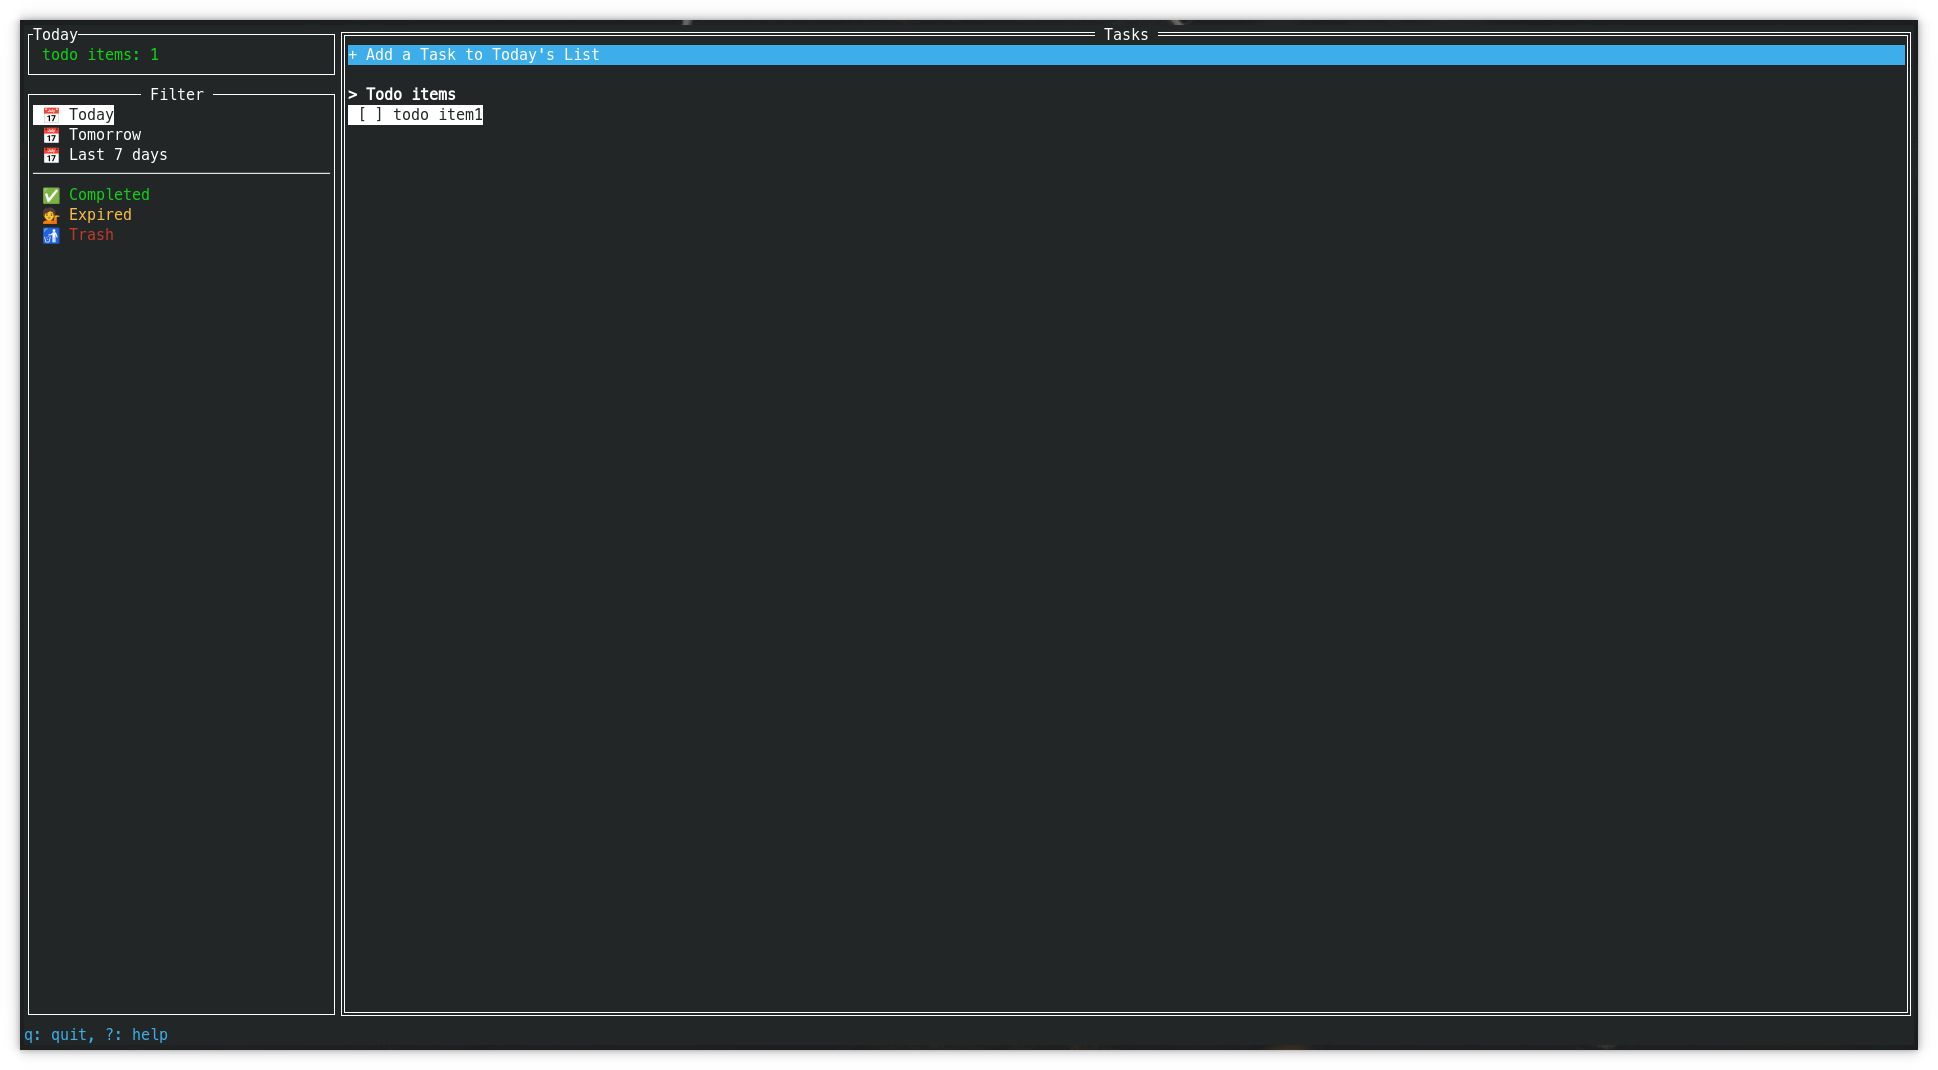 Today
todo items: 1
Filter
Today
Tomorrow
Last 7 days
Completed
Expired
Trash
Tasks
+ Add a Task to Today's List
> Todo items
[ ] todo item1
q: quit, ?: help